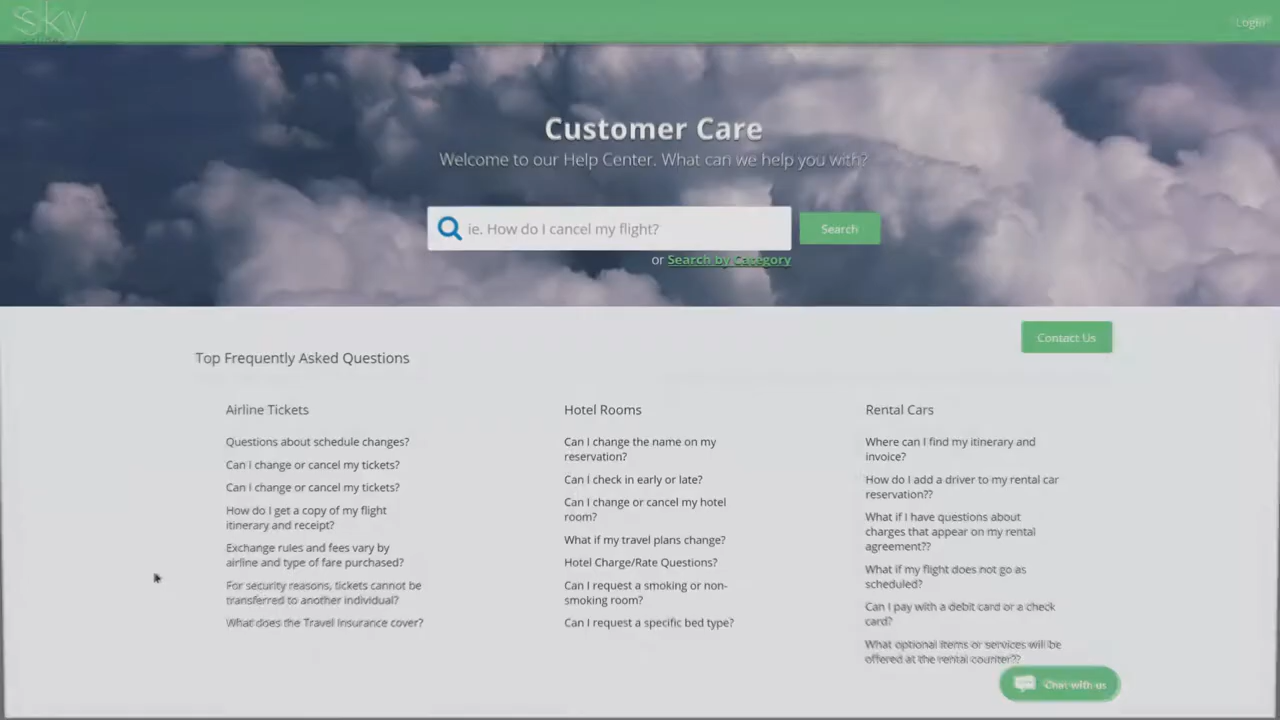 sky
Login
Customer Care
Welcome to our Help Center. What can we help you with?
ie. How do I cancel my flight?
Search
or Search by Category
Contact Us
Top Frequently Asked Questions
Airline Tickets
Questions about schedule changes?
Can I change or cancel my tickets?
Can I change or cancel my tickets?
How do I get a copy of my flight
itinerary and receipt?
Exchange rules and fees vary by
airline and type of fare purchased?
For security reasons, tickets cannot be
transferred to another individual?
What does the Travel Insurance cover?
Hotel Rooms
Can I change the name on my
reservation?
Can I check in early or late?
Can I change or cancel my hotel
room?
What if my travel plans change?
Hotel Charge/Rate Questions?
Can I request a smoking or non-
smoking room?
Can I request a specific bed type?
Rental Cars
Where can I find my itinerary and
invoice?
How do I add a driver to my rental car
reservation??
What if I have questions about
charges that appear on my rental
agreement??
What if my flight does not go as
scheduled?
Can I pay with a debit card or a check
card?
What optional items or services will be
offered at the rental counter??
Chat with us